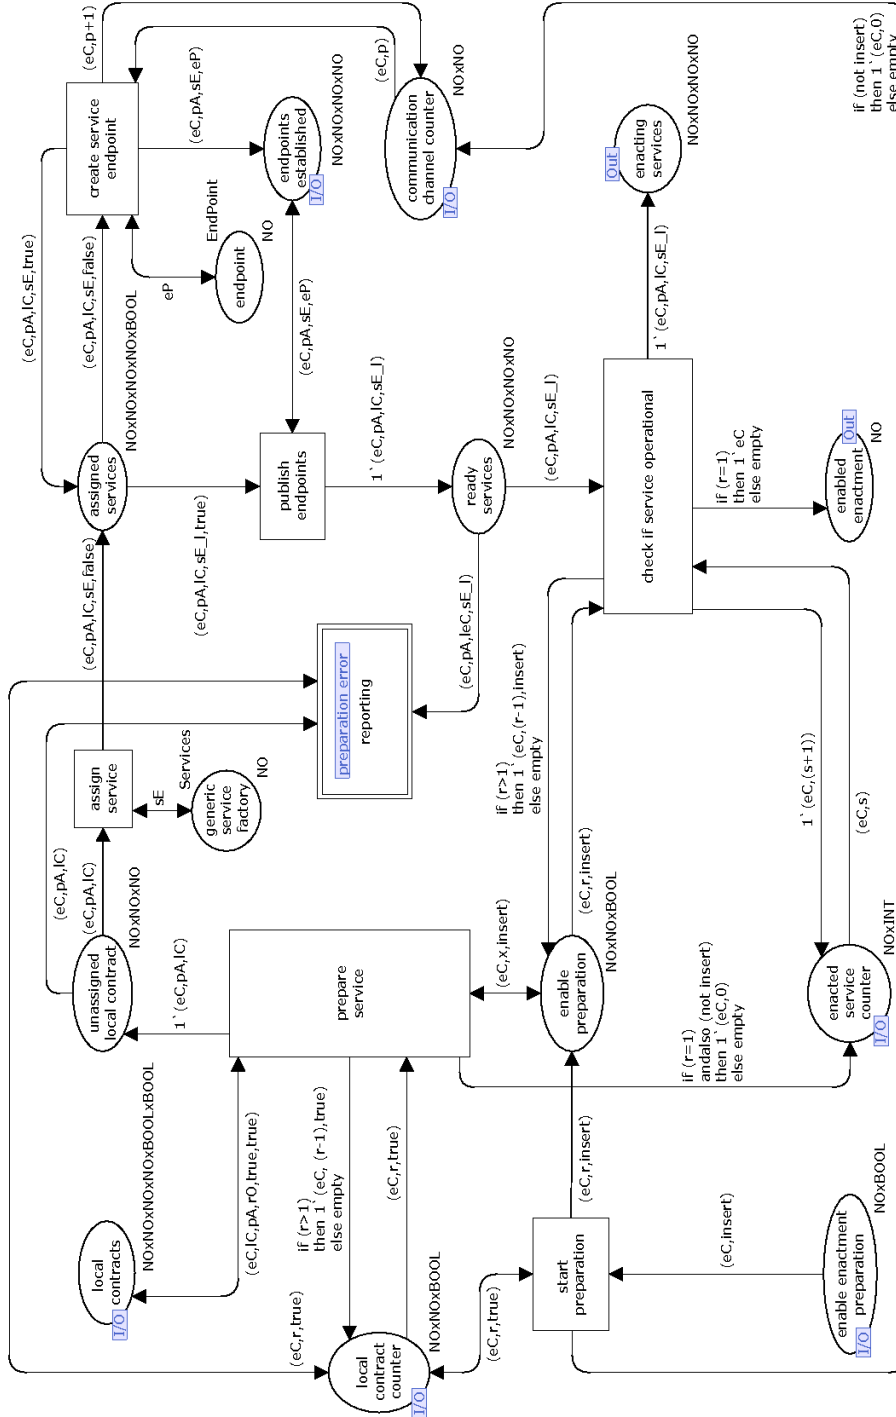 local
contracts
I/O
NOxNOxNOxNOxBOOLxBOOL
(eC,lC,pA,rO,true,true)
(eC,r,true)
local
contract
counter
I/O
NOxNOxBOOL
if (r>1)
then 1`(eC, (r-1),true)
else empty
(eC,r,true)
(eC,r,true)
start
preparation
(eC,insert)
enable enactment
preparation
I/O
NOxBOOL
(eC,r,insert)
unassigned
local contract
NOxNOxNO
(eC,pA,lC)
(eC,pA,lC)
1`(eC,pA,lC)
prepare
service
(eC,x,insert)
enable
preparation
NOxNOxBOOL
if (r=1)
andalso (not insert)
then 1`(eC,0)
else empty
enacted
service
counter
I/O
NOxINT
assign
service
sE
Services
generic
service
factory
NO
(eC,pA,lC,sE,false)
preparation error
reporting
(eC,pA,leC,sE_l)
if (r>1)
then 1`(eC,(r-1),insert)
else empty
(eC,r,insert)
1`(eC,(s+1))
(eC,s)
assigned
services
NOxNOxNOxNOxBOOL
(eC,pA,lC,sE,true)
(eC,pA,lC,sE,false)
(eC,pA,lC,sE_l,true)
publish
endpoints
1`(eC,pA,lC,sE_l)
ready
services
NOxNOxNOxNO
(eC,pA,lC,sE_l)
(eC,pA,sE,eP)
check if service operational
if (r=1)
then 1`eC
else empty
enabled
enactment
Out
NO
1`(eC,pA,lC,sE_l)
enacting
services
Out
NOxNOxNOxNO
create service
endpoint
(eC,p+1)
(eC,pA,sE,eP)
eP
EndPoint
endpoint
NO
endpoints
established
I/O
NOxNOxNOxNO
(eC,p)
communication
channel counter
I/O
NOxNO
if (not insert)
then 1`(eC,0)
else empty